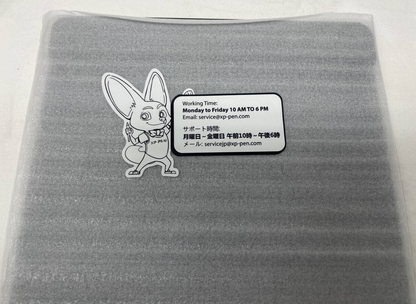 XP-PEN
Working Time:
Monday to Friday 10 AM TO 6 PM
Email: service@xp-pen.com
サポート時間:
月曜日～金曜日 午前10時～午後6時
メール: servicejp@xp-pen.com